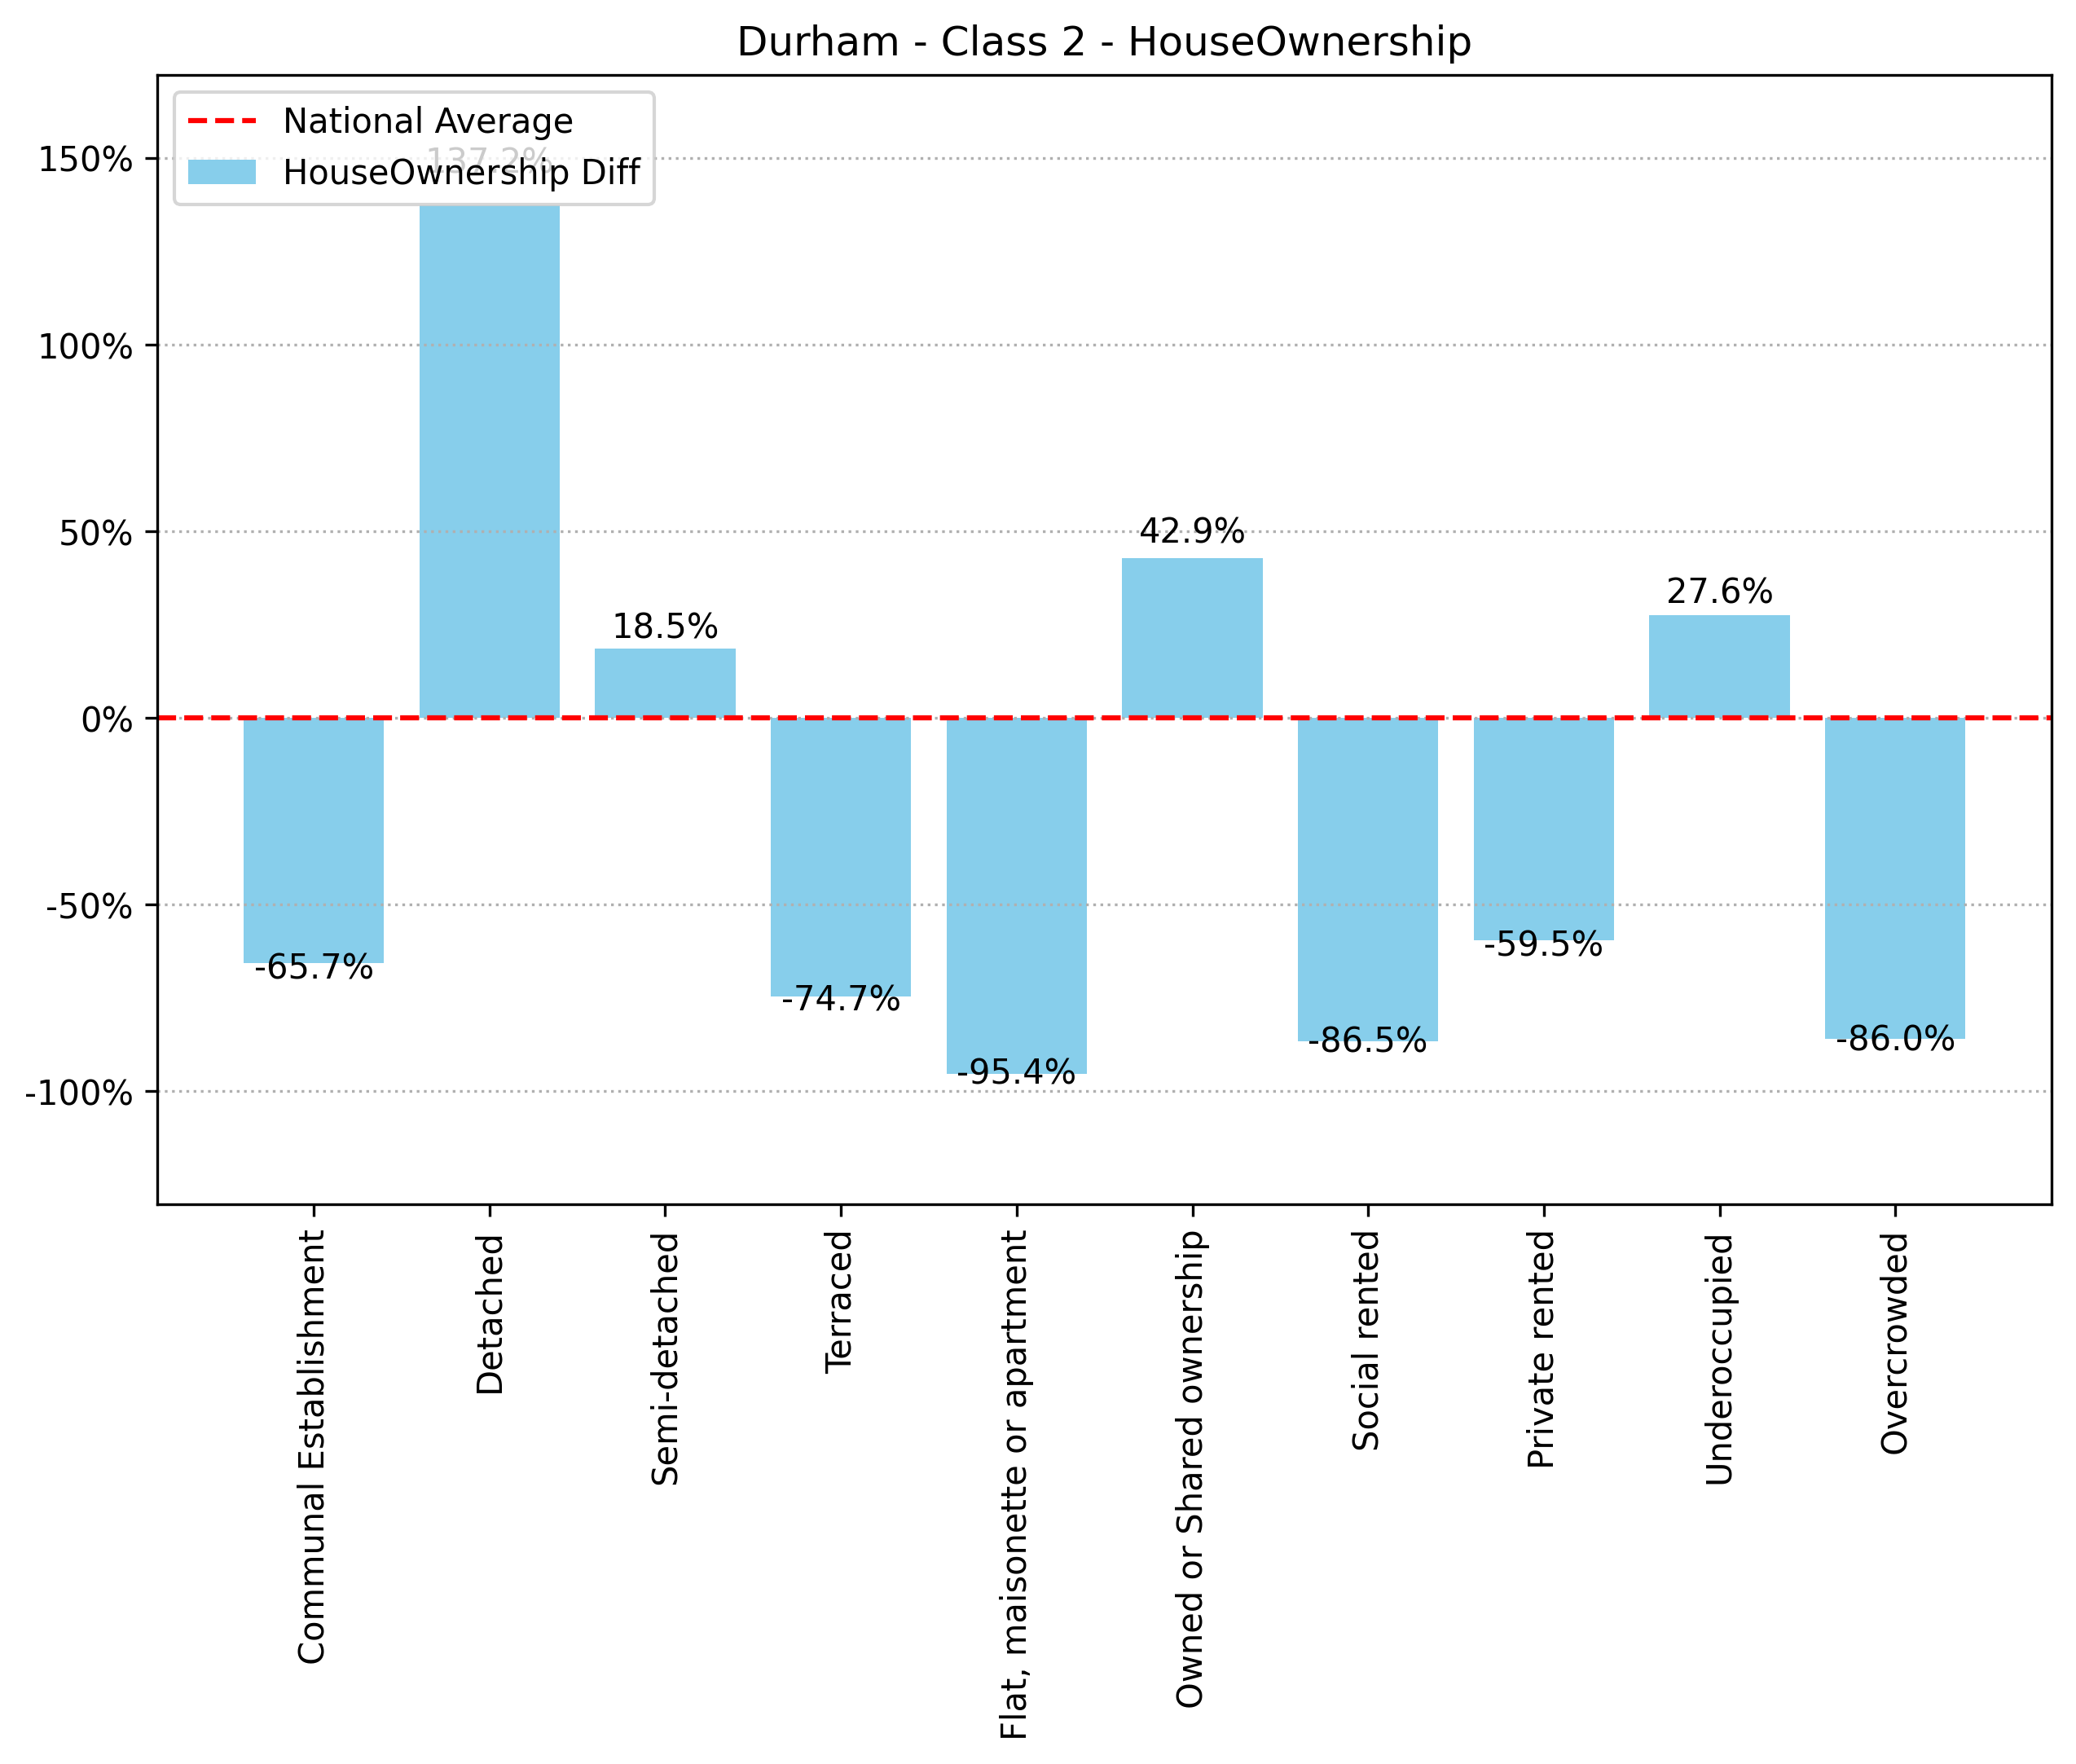 Durham - Class 2 - HouseOwnership
National Average
HouseOwnership Diff
150%
100%
50%
0%
-50%
-100%
-65.7%
137.2%
18.5%
-74.7%
-95.4%
42.9%
-86.5%
-59.5%
27.6%
-86.0%
Communal Establishment
Detached
Semi-detached
Terraced
Flat, maisonette or apartment
Owned or Shared ownership
Social rented
Private rented
Underoccupied
Overcrowded